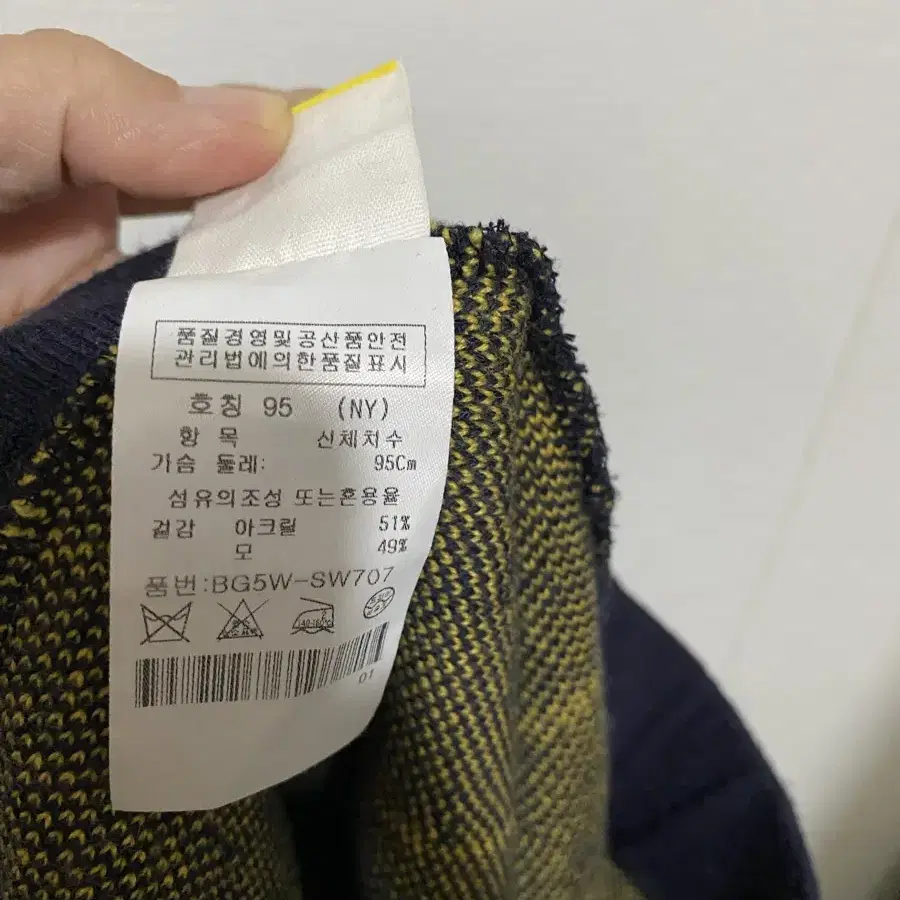 품질경영및공산품안전
관리법에의한품질표시
호칭 95 (NY)
항 목 신체치수
가슴 둘레: 95Cm
섬유의조성 또는혼용율
겉감 아크릴 51%
모 49%
품번:BG5W-SW707
01